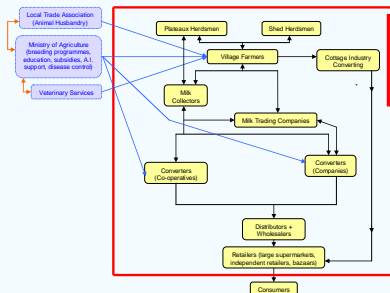 Local Trade Association
(Animal Husbandry)
Ministry of Agriculture
(breeding programmes,
education, subsidies, A.I.
support, disease control)
Veterinary Services
Plateaux Herdsmen
Shed Herdsmen
Village Farmers
Cottage Industry
Converting
Milk
Collectors
Milk Trading Companies
Converters
(Co-operatives)
Converters
(Companies)
Distributors +
Wholesalers
Retailers (large supermarkets,
independent retailers, bazaars)
Consumers